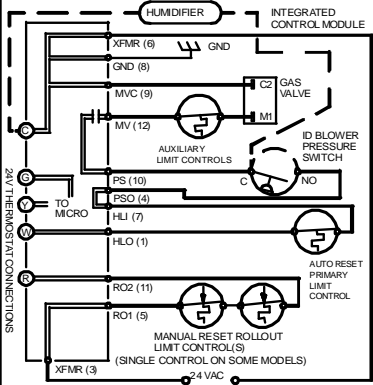 HUMIDIFIER
INTEGRATED
CONTROL MODULE
XFMR (6)
GND
GND (8)
MVC (9)
C2
GAS
VALVE
C
MV (12)
M1
AUXILIARY
LIMIT CONTROLS
ID BLOWER
PRESSURE
SWITCH
G
PS (10)
C
NO
Y
TO
MICRO
PSO (4)
HLI (7)
W
HLO (1)
24V THERMOSTAT CONNECTIONS
AUTO RESET
PRIMARY
LIMIT
CONTROL
R
RO2 (11)
RO1 (5)
MANUAL RESET ROLLOUT
LIMIT CONTROL(S)
(SINGLE CONTROL ON SOME MODELS)
XFMR (3)
24 VAC